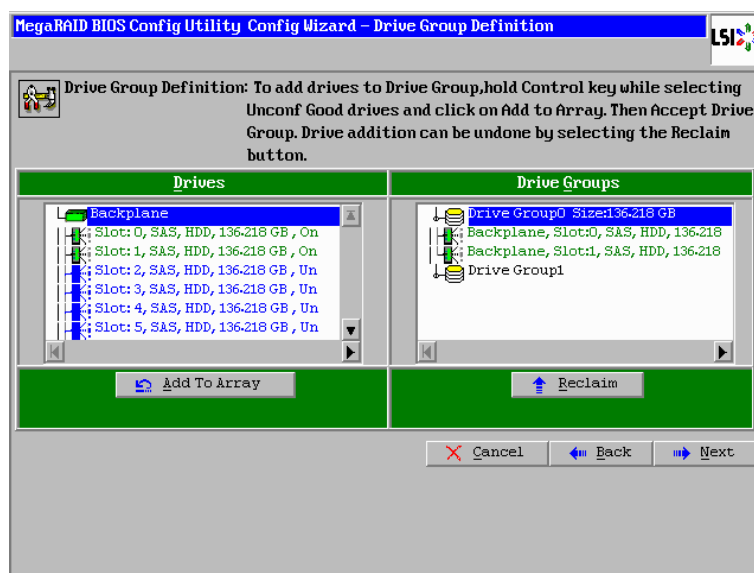 MegaRAID BIOS Config Utility Config Wizard – Drive Group Definition
LSI
Drive Group Definition: To add drives to Drive Group,hold Control key while selecting
Unconf Good drives and click on Add to Array. Then Accept Drive
Group. Drive addition can be undone by selecting the Reclaim
button.
Drives
Backplane
Slot: 0, SAS, HDD, 136.218 GB , On
Slot: 1, SAS, HDD, 136.218 GB , On
Slot: 2, SAS, HDD, 136.218 GB , Un
Slot: 3, SAS, HDD, 136.218 GB , Un
Slot: 4, SAS, HDD, 136.218 GB , Un
Slot: 5, SAS, HDD, 136.218 GB , Un
Add To Array
Drive Groups
Drive Group0 Size:136.218 GB
Backplane, Slot:0, SAS, HDD, 136.218
Backplane, Slot:1, SAS, HDD, 136.218
Drive Group1
Reclaim
Cancel
Back
Next